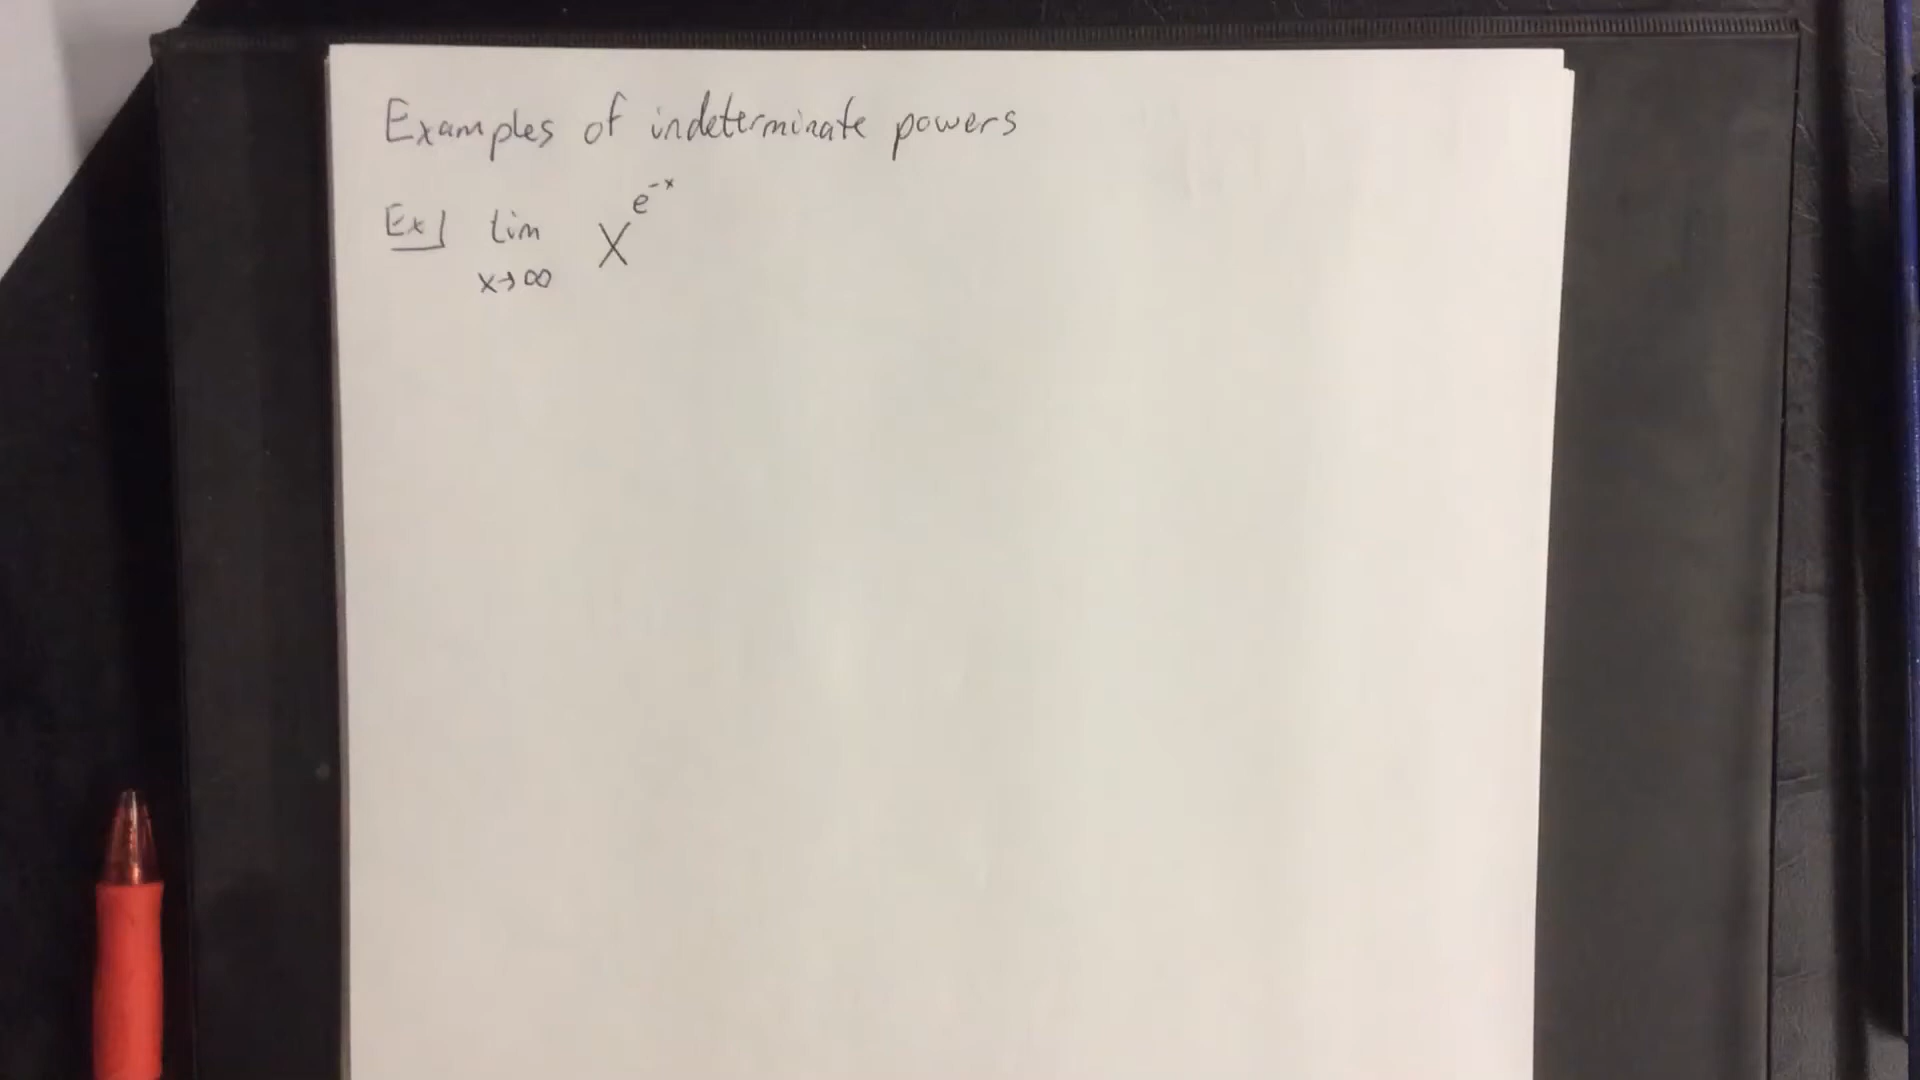 Examples of indeterminate powers
Ex] lim x→∞ x^{e^{-x}}